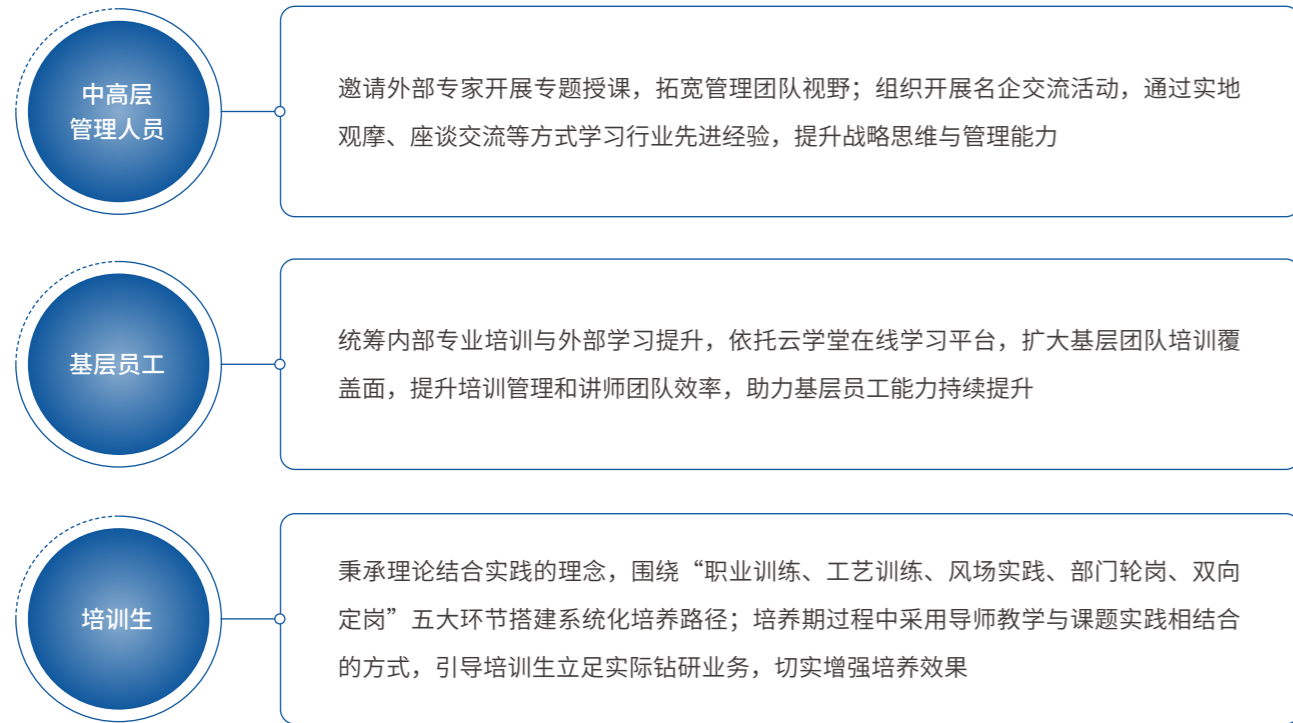 中高层
管理人员
邀请外部专家开展专题授课，拓宽管理团队视野；组织开展名企交流活动，通过实地
观摩、座谈交流等方式学习行业先进经验，提升战略思维与管理能力
基层员工
统筹内部专业培训与外部学习提升，依托云学堂在线学习平台，扩大基层团队培训覆
盖面，提升培训管理和讲师团队效率，助力基层员工能力持续提升
培训生
秉承理论结合实践的理念，围绕“职业训练、工艺训练、风场实践、部门轮岗、双向
定岗”五大环节搭建系统化培养路径；培养期过程中采用导师教学与课题实践相结合
的方式，引导培训生立足实际钻研业务，切实增强培养效果